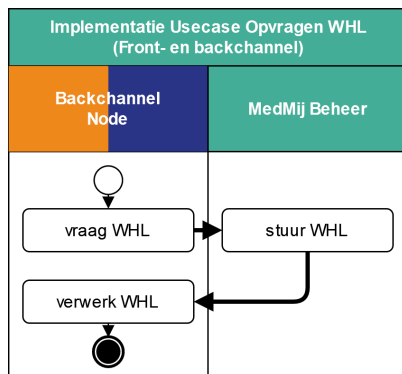 Implementatie Usecase Opvragen WHL
(Front- en backchannel)
Backchannel
Node
MedMij Beheer
vraag WHL
stuur WHL
verwerk WHL